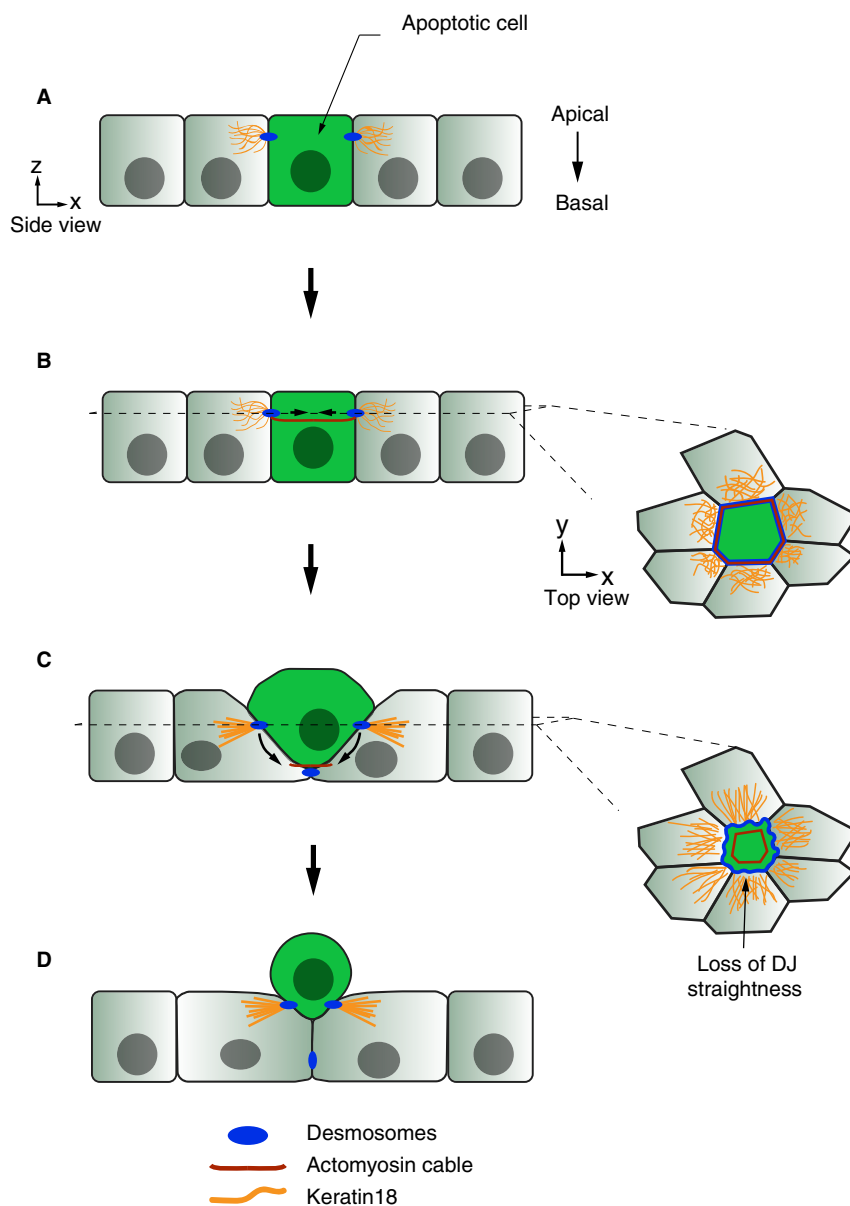 Apoptotic cell
A
Apical
Basal
z
x
Side view
B
y
x
Top view
C
Loss of DJ
straightness
D
Desmosomes
Actomyosin cable
Keratin18